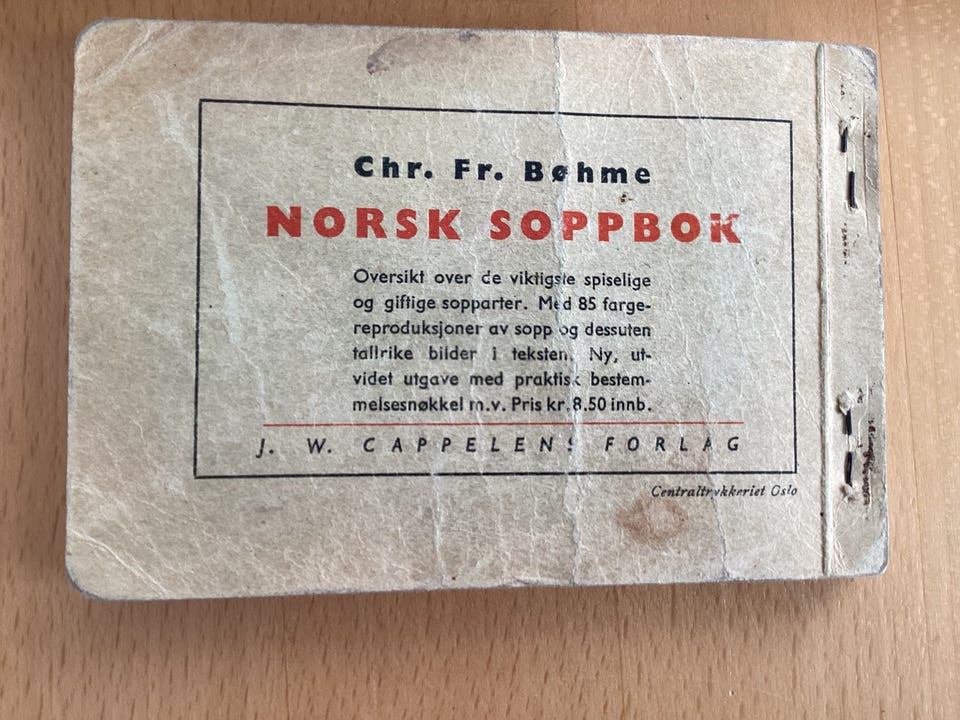 Chr. Fr. Bøhme
NORSK SOPPBOK
Oversikt over de viktigste spiselige
og giftige sopparter. Med 85 farge-
reproduksjoner av sopp og dessuten
tallrike bilder i teksten. Ny, ut-
videt utgave med praktisk bestem-
melsesnøkkel m.v. Pris kr. 8.50 innb.
J. W. CAPPELENS FORLAG
Centraltrykkeriet Oslo